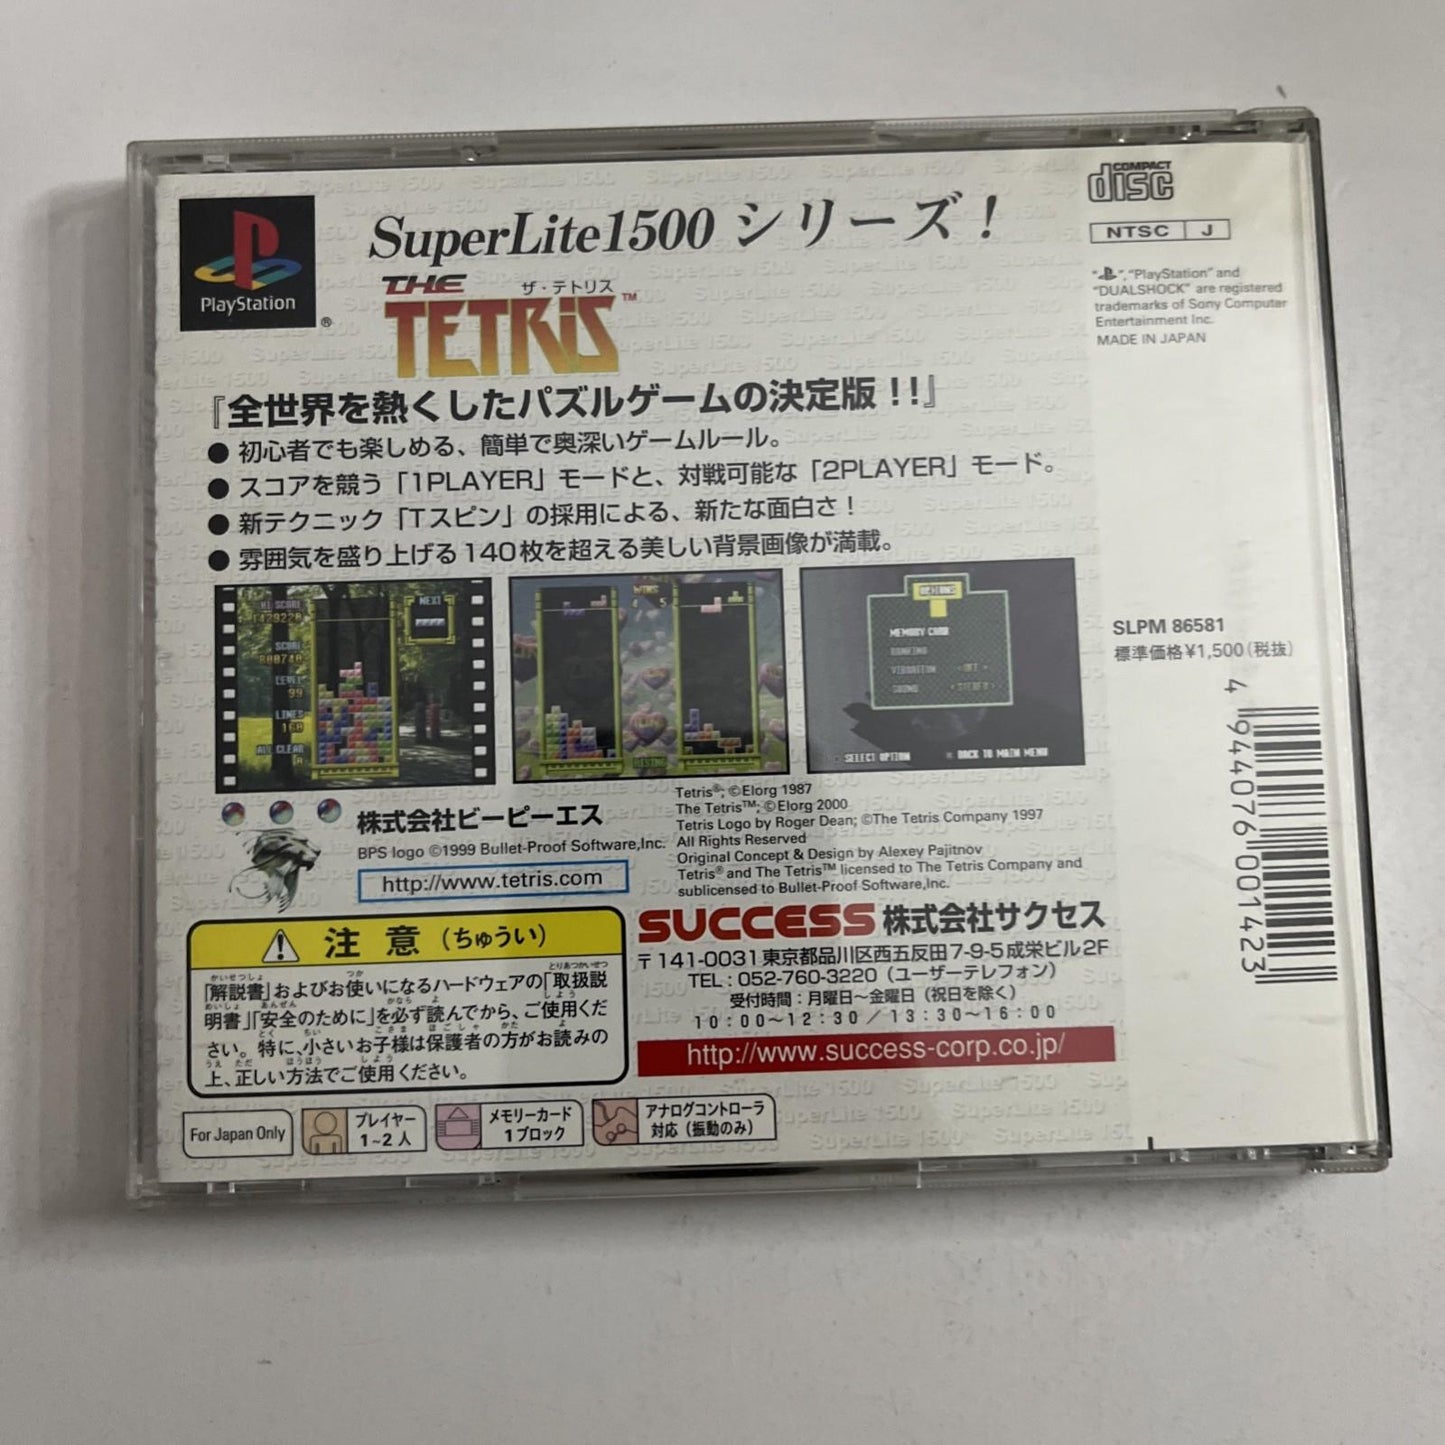 PlayStation
®
SuperLite1500 シリーズ！
THE
ザ・テトリス
TETRiS™
『全世界を熱くしたパズルゲームの決定版！！』
● 初心者でも楽しめる、簡単で奥深いゲームルール。
● スコアを競う「1PLAYER」モードと、対戦可能な「2PLAYER」モード。
● 新テクニック「Tスピン」の採用による、新たな面白さ！
● 雰囲気を盛り上げる140枚を超える美しい背景画像が満載。
COMPACT
disc
NTSC J
"PlayStation" and
"DUALSHOCK" are registered
trademarks of Sony Computer
Entertainment Inc.
MADE IN JAPAN
HI SCORE
SCORE
LEVEL
99
LINES
160
ALL CLEAR
NEXT
WINS
5
OPTIONS
MEMORY CARD
RANKING
VIBRATION
SOUND
SELECT OPTION
BACK TO MAIN MENU
SLPM 86581
標準価格¥1,500(税抜)
4 944076 001423
株式会社ビーピーエス
BPS logo ©1999 Bullet-Proof Software,Inc.
http://www.tetris.com
Tetris®; ©Elorg 1987
The Tetris™; ©Elorg 2000
Tetris Logo by Roger Dean; ©The Tetris Company 1997
All Rights Reserved
Original Concept & Design by Alexey Pajitnov
Tetris® and The Tetris™ licensed to The Tetris Company and
sublicensed to Bullet-Proof Software,Inc.
注意(ちゅうい)
「解説書」およびお使いになるハードウェアの「取扱説
明書」「安全のために」を必ず読んでから、ご使用くだ
さい。特に、小さいお子様は保護者の方がお読みの
上、正しい方法でご使用ください。
SUCCESS 株式会社サクセス
〒141-0031東京都品川区西五反田7-9-5成栄ビル2F
TEL：052-760-3220（ユーザーテレフォン）
受付時間：月曜日〜金曜日（祝日を除く）
10：00〜12：30／13：30〜16：00
http://www.success-corp.co.jp/
For Japan Only
プレイヤー
1~2人
メモリーカード
1ブロック
アナログコントローラ
対応(振動のみ)